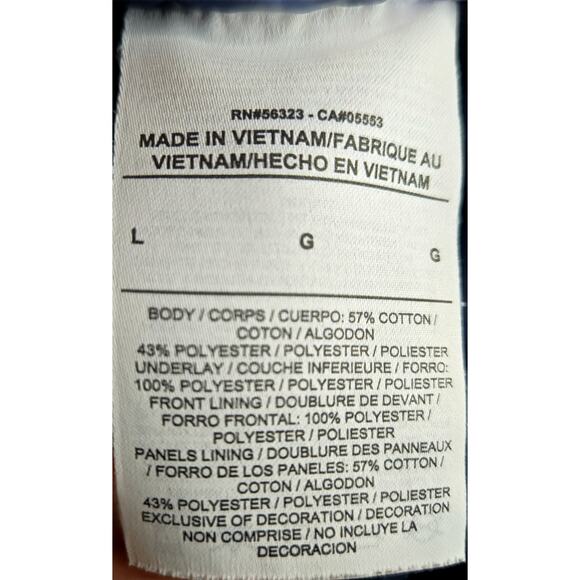 RN#56323 - CA#05553
MADE IN VIETNAM/FABRIQUE AU
VIETNAM/HECHO EN VIETNAM
L G G
BODY / CORPS / CUERPO: 57% COTTON /
COTON / ALGODON
43% POLYESTER / POLYESTER / POLIESTER
UNDERLAY / COUCHE INFERIEURE / FORRO:
100% POLYESTER / POLYESTER / POLIESTER
FRONT LINING / DOUBLURE DE DEVANT /
FORRO FRONTAL: 100% POLYESTER /
POLYESTER / POLIESTER
PANELS LINING / DOUBLURE DES PANNEAUX
/ FORRO DE LOS PANELES: 57% COTTON /
COTON / ALGODON
43% POLYESTER / POLYESTER / POLIESTER
EXCLUSIVE OF DECORATION / DECORATION
NON COMPRISE / NO INCLUYE LA
DECORACION